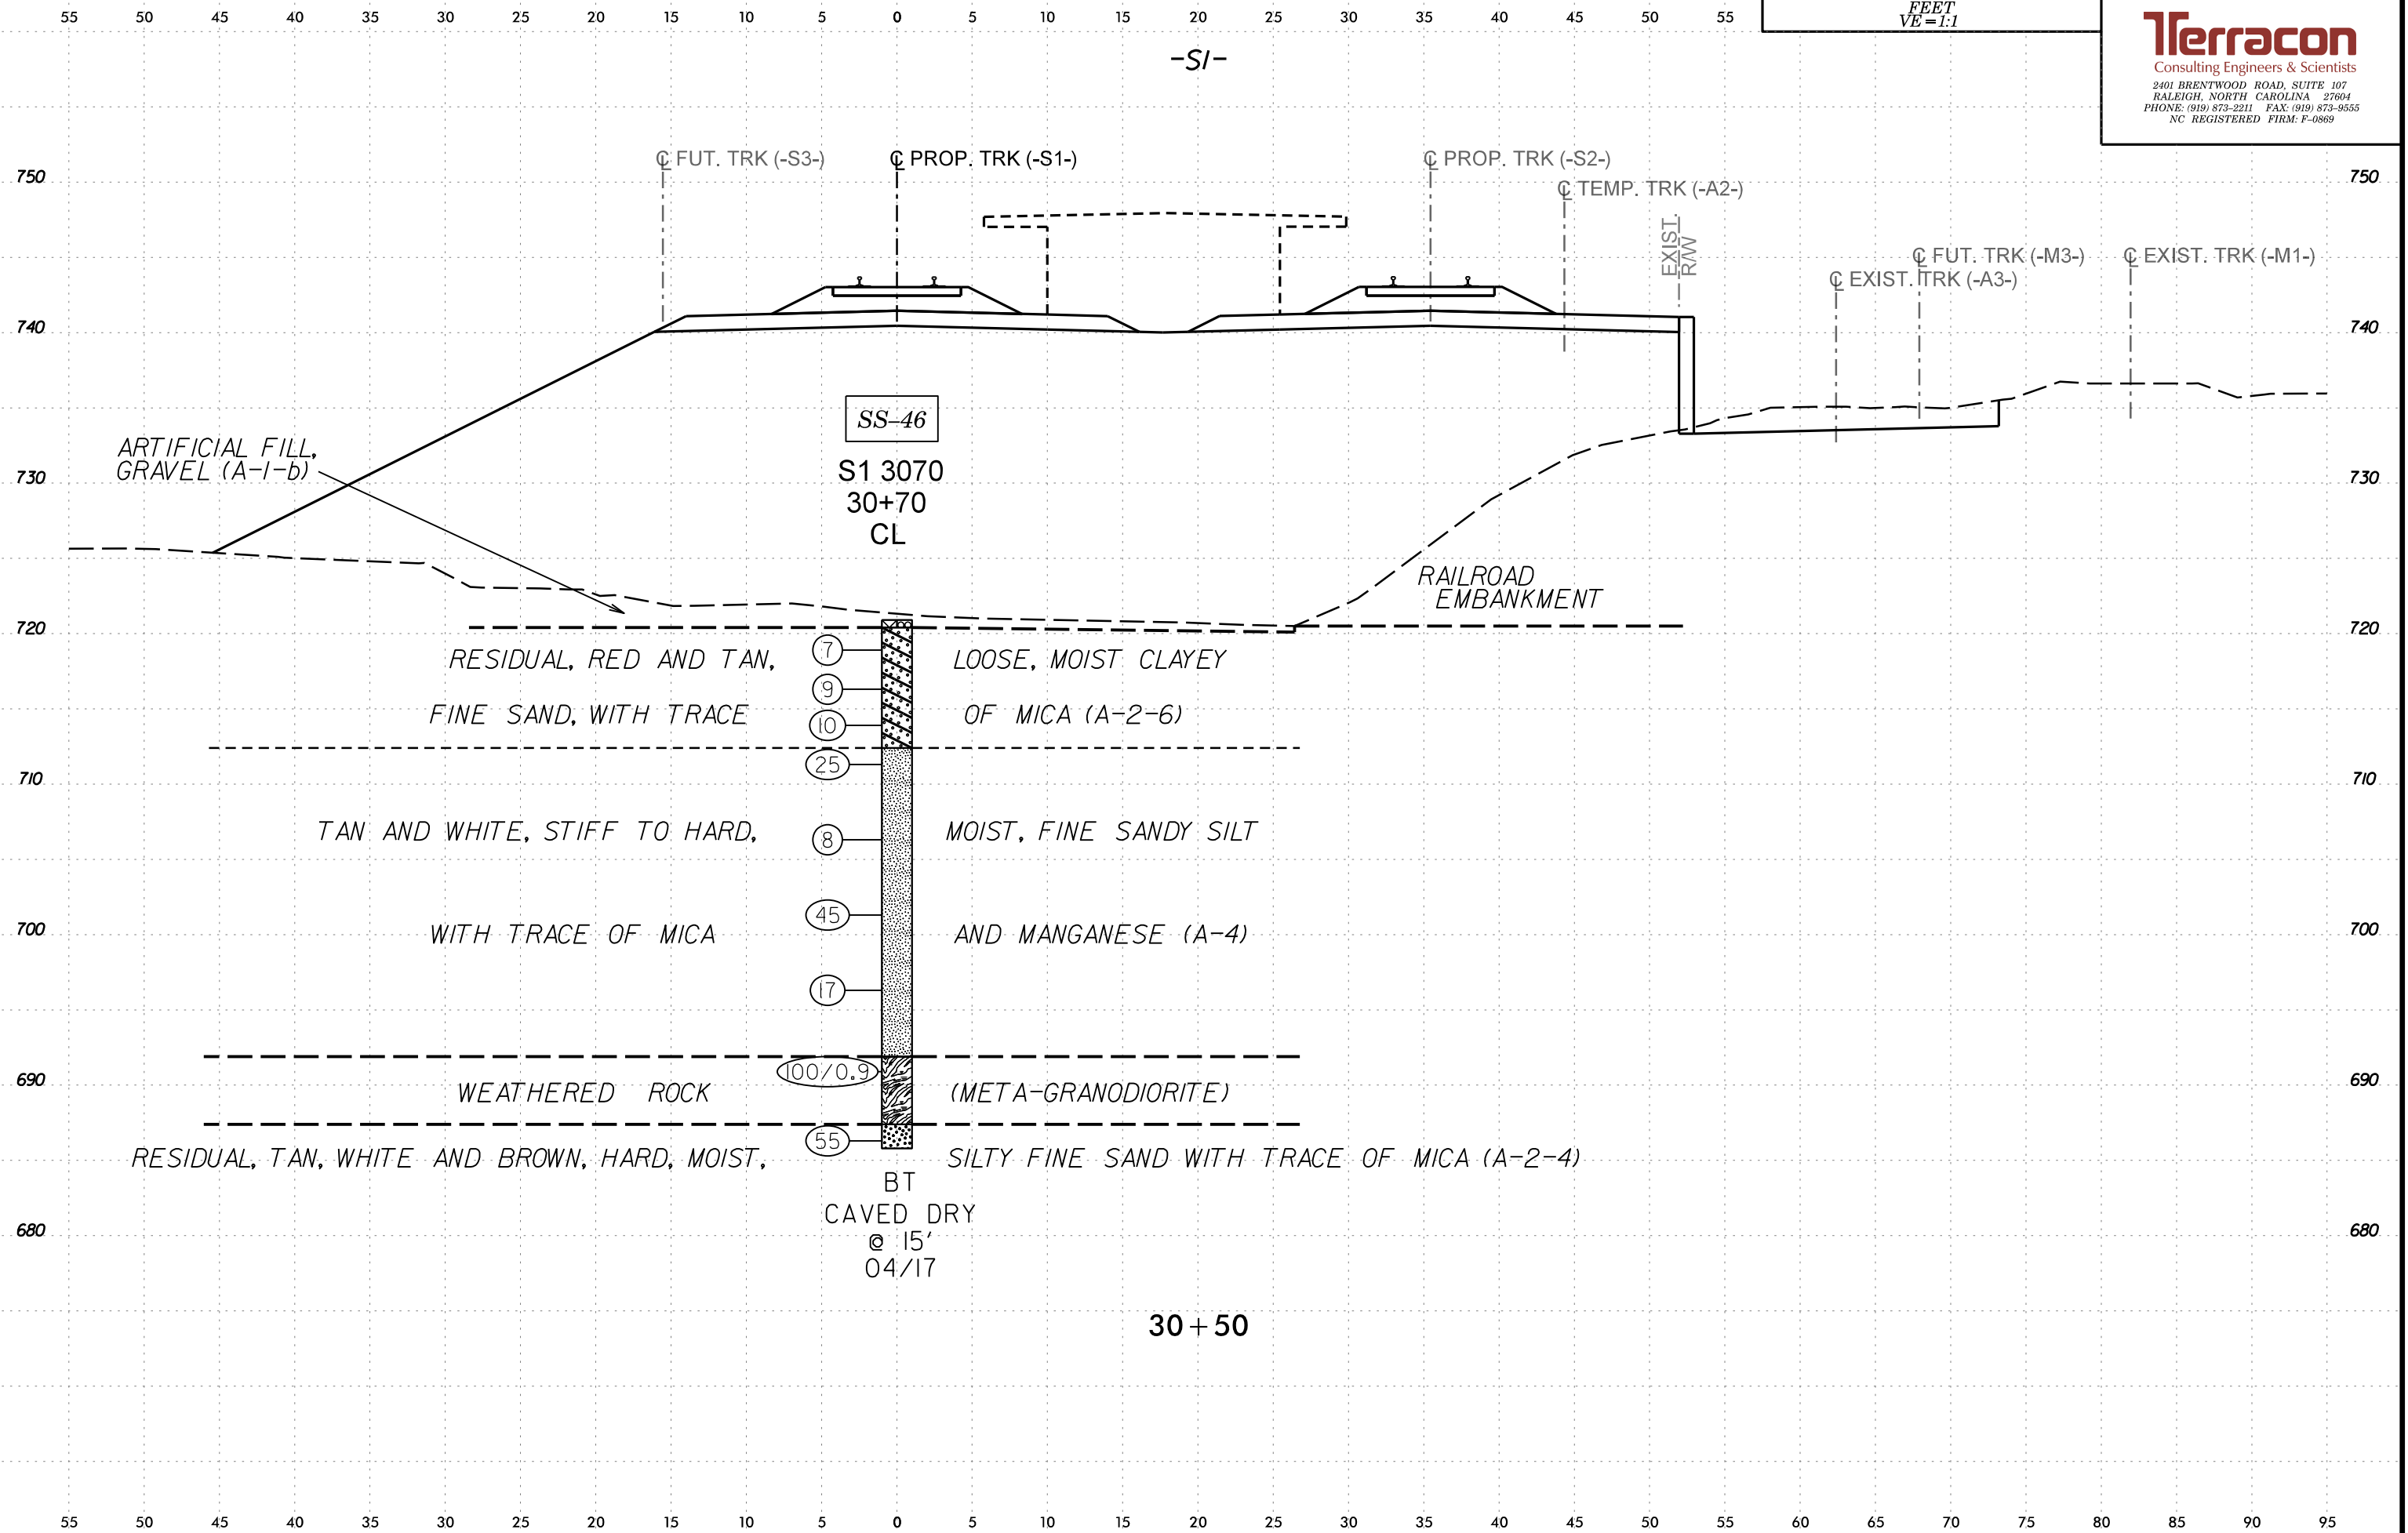 55 50 45 40 35 30 25 20 15 10 5 0 5 10 15 20 25 30 35 40 45 50 55
FEET
VE=1:1
Terracon
Consulting Engineers & Scientists
2401 BRENTWOOD ROAD, SUITE 107
RALEIGH, NORTH CAROLINA 27604
PHONE: (919) 873-2211 FAX: (919) 873-9555
NC REGISTERED FIRM: F-0869
-S1-
℄ FUT. TRK (-S3-)
℄ PROP. TRK (-S1-)
℄ PROP. TRK (-S2-)
750
750
℄ TEMP. TRK (-A2-)
EXIST.
R/W
℄ FUT. TRK (-M3-)
℄ EXIST. TRK (-M1-)
℄ EXIST. TRK (-A3-)
740
740
SS-46
ARTIFICIAL FILL,
GRAVEL (A-1-b)
S1 3070
30+70
CL
730
730
RAILROAD
EMBANKMENT
720
720
7
RESIDUAL, RED AND TAN,
LOOSE, MOIST CLAYEY
9
FINE SAND, WITH TRACE
OF MICA (A-2-6)
10
25
710
710
TAN AND WHITE, STIFF TO HARD,
MOIST, FINE SANDY SILT
8
45
700
700
WITH TRACE OF MICA
AND MANGANESE (A-4)
17
100/0.9
690
690
WEATHERED ROCK
(META-GRANODIORITE)
55
RESIDUAL, TAN, WHITE AND BROWN, HARD, MOIST,
SILTY FINE SAND WITH TRACE OF MICA (A-2-4)
BT
CAVED DRY
@ 15'
04/17
680
680
30+50
55 50 45 40 35 30 25 20 15 10 5 0 5 10 15 20 25 30 35 40 45 50 55 60 65 70 75 80 85 90 95